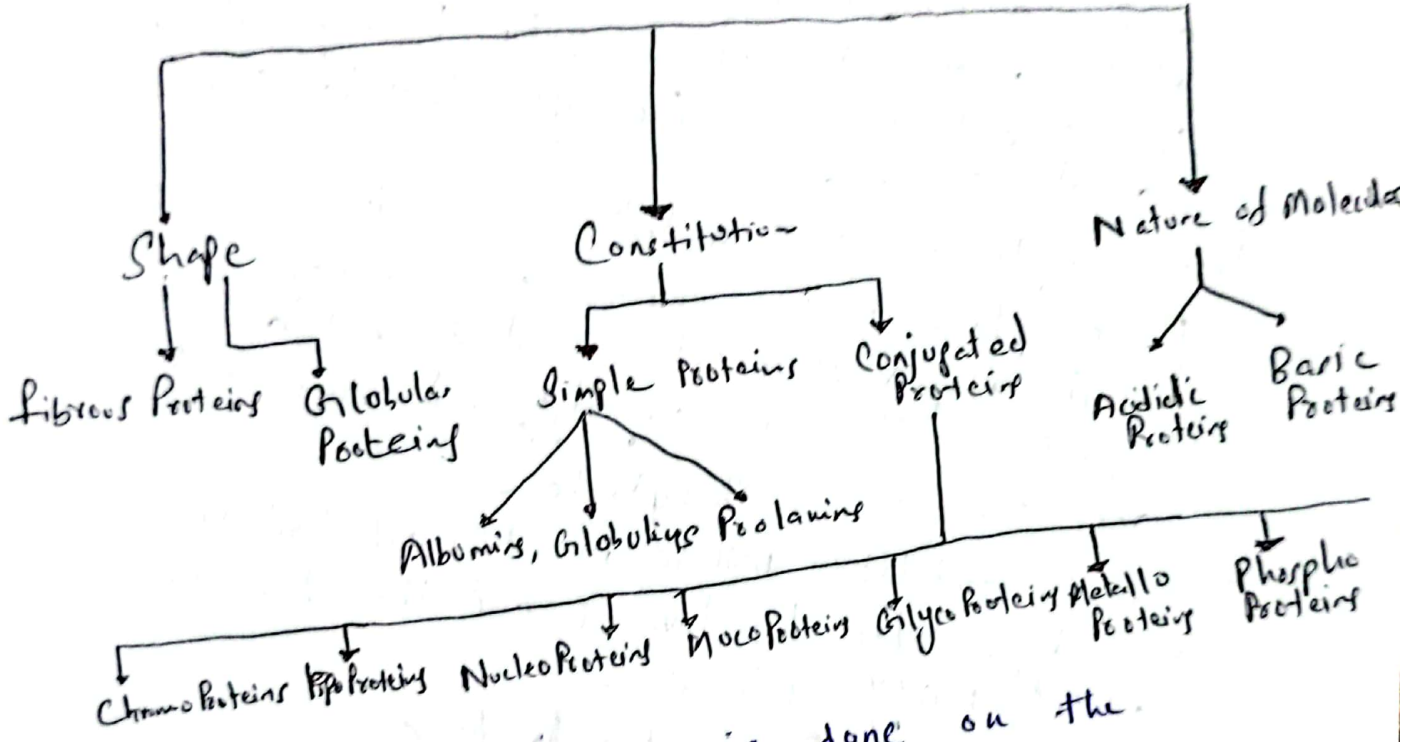 Shape
Constitution
Nature of Molecule
Fibrous Proteins
Globular
Proteins
Simple Proteins
Conjugated
Proteins
Acidic
Proteins
Basic
Proteins
Albumins, Globulins Prolamins
Chromo Proteins
Lipo Proteins
Nucleo Proteins
Muco Proteins
Glyco Proteins
Metallo
Proteins
Phospho
Proteins
done on the